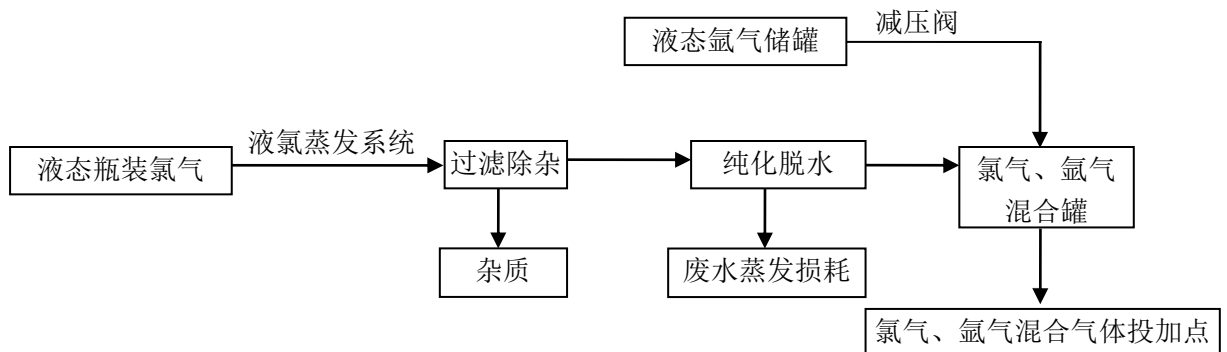 液态氩气储罐
减压阀
液态瓶装氯气
液氯蒸发系统
过滤除杂
纯化脱水
氯气、氩气
混合罐
杂质
废水蒸发损耗
氯气、氩气混合气体投加点